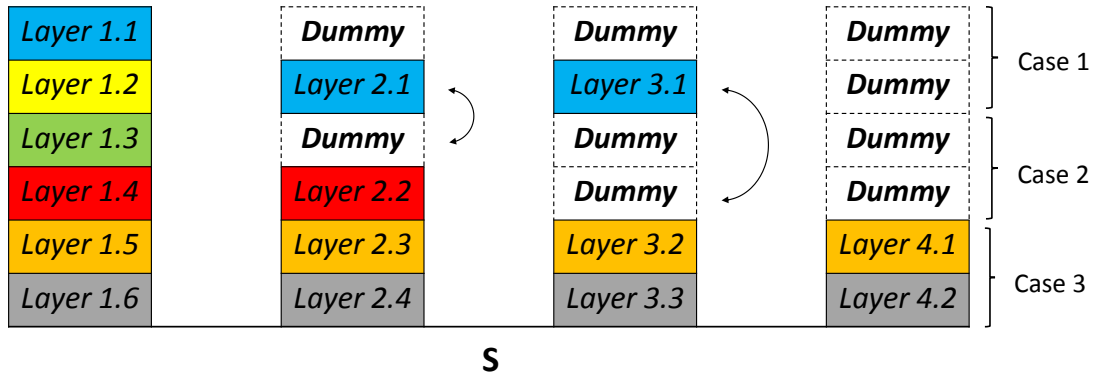 Layer 1.1 Dummy Dummy Dummy
Case 1
Layer 1.2 Layer 2.1 Layer 3.1 Dummy
Layer 1.3 Dummy Dummy Dummy
Case 2
Layer 1.4 Layer 2.2 Dummy Dummy
Layer 1.5 Layer 2.3 Layer 3.2 Layer 4.1
Case 3
Layer 1.6 Layer 2.4 Layer 3.3 Layer 4.2
S